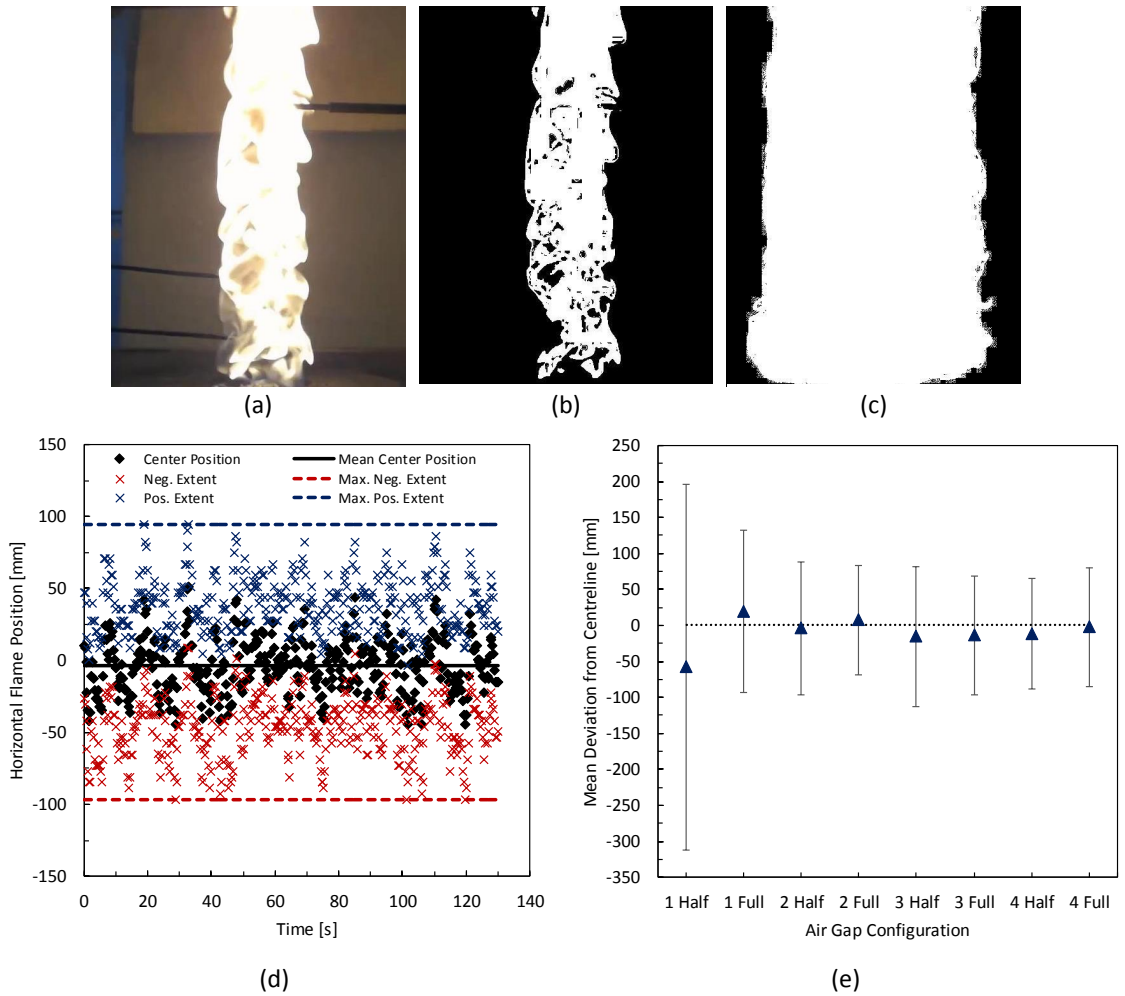 (a)
(b)
(c)
150
100
50
0
-50
-100
-150
Horizontal Flame Position [mm]
Center Position
Mean Center Position
Neg. Extent
Max. Neg. Extent
Pos. Extent
Max. Pos. Extent
0
20
40
60
80
100
120
140
Time [s]
(d)
250
200
150
100
50
0
-50
-100
-150
-200
-250
-300
-350
Mean Deviation from Centreline [mm]
1 Half
1 Full
2 Half
2 Full
3 Half
3 Full
4 Half
4 Full
Air Gap Configuration
(e)